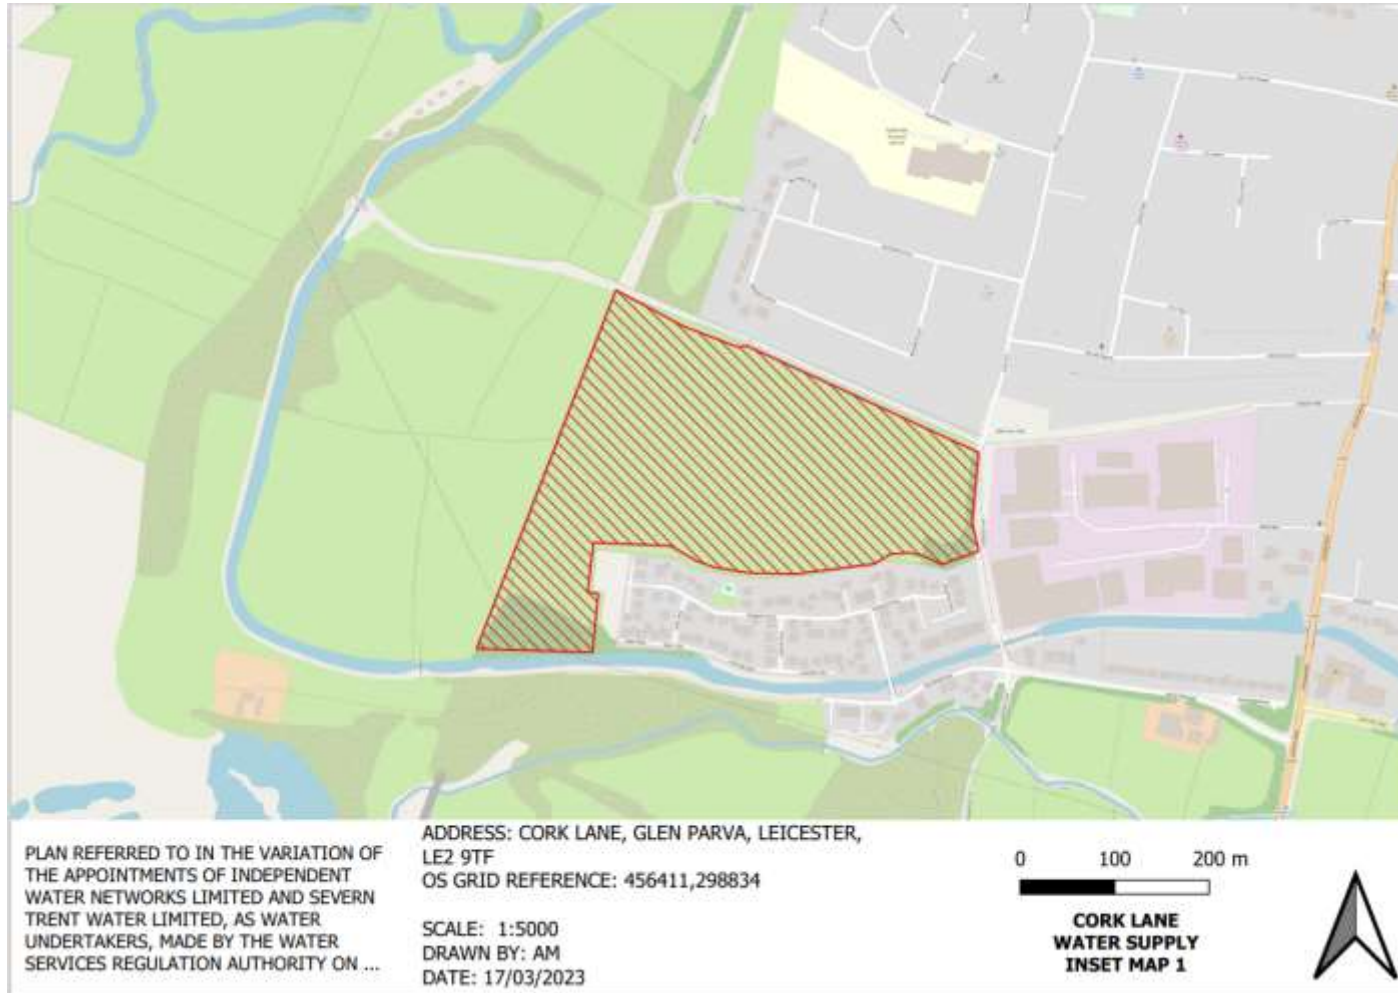 PLAN REFERRED TO IN THE VARIATION OF
THE APPOINTMENTS OF INDEPENDENT
WATER NETWORKS LIMITED AND SEVERN
TRENT WATER LIMITED, AS WATER
UNDERTAKERS, MADE BY THE WATER
SERVICES REGULATION AUTHORITY ON ...
ADDRESS: CORK LANE, GLEN PARVA, LEICESTER,
LE2 9TF
OS GRID REFERENCE: 456411,298834
SCALE: 1:5000
DRAWN BY: AM
DATE: 17/03/2023
0 100 200 m
CORK LANE
WATER SUPPLY
INSET MAP 1